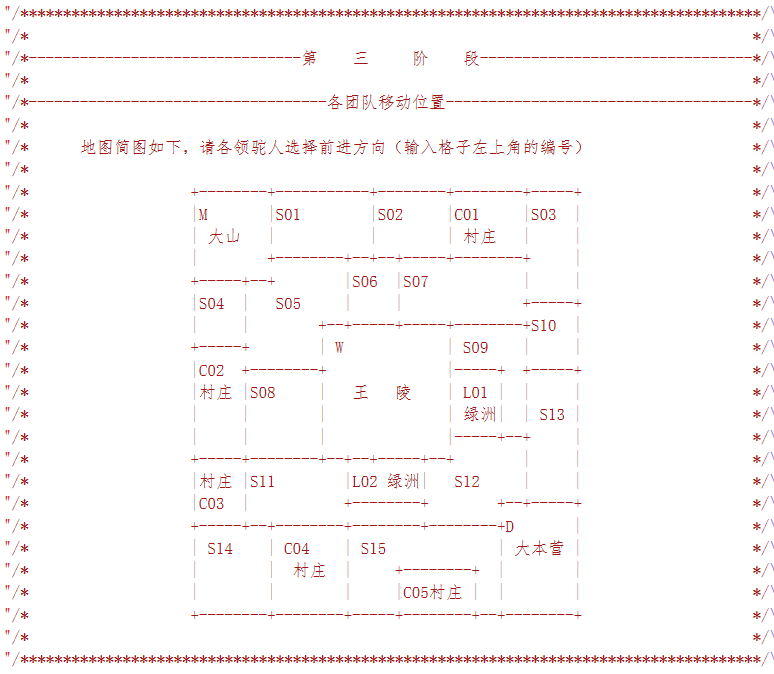 "/***************************************************************************************/\
"/* */\
"/*--------------------------------第 三 阶 段--------------------------------*/\
"/* */\
"/*-----------------------------------各团队移动位置------------------------------------*/\
"/* */\
"/* 地图简图如下，请各领驼人选择前进方向（输入格子左上角的编号） */\
"/* */\
"/* +--------+-----------+--------+--------+-----+ */\
"/* |M |S01 |S02 |C01 |S03 | */\
"/* | 大山 | | | 村庄 | | */\
"/* | +--------+--+--+-----+--------+ | */\
"/* +-----+--+ |S06 |S07 | | */\
"/* |S04 | S05 | | +-----+ */\
"/* | | +--+-----+-----+--------+S10 | */\
"/* +-----+ | W | S09 | | */\
"/* |C02 +--------+ |-----+ +-----+ */\
"/* |村庄 |S08 | 王 陵 | L01 | | | */\
"/* | | | | 绿洲| | S13 | */\
"/* | | | |-----+--+ | */\
"/* +-----+--------+--+--+-----+--+ | | */\
"/* |村庄 |S11 |L02 绿洲| S12 | | */\
"/* |C03 | +--------+ +--+-----+ */\
"/* +-----+--+--------+--------+--------+D | */\
"/* | S14 | C04 | S15 | 大本营 | */\
"/* | | 村庄 | +--------+ | | */\
"/* | | | |C05村庄 | | | */\
"/* +--------+--------+-----+--------+--+--------+ */\
"/* */\
"/***************************************************************************************/\